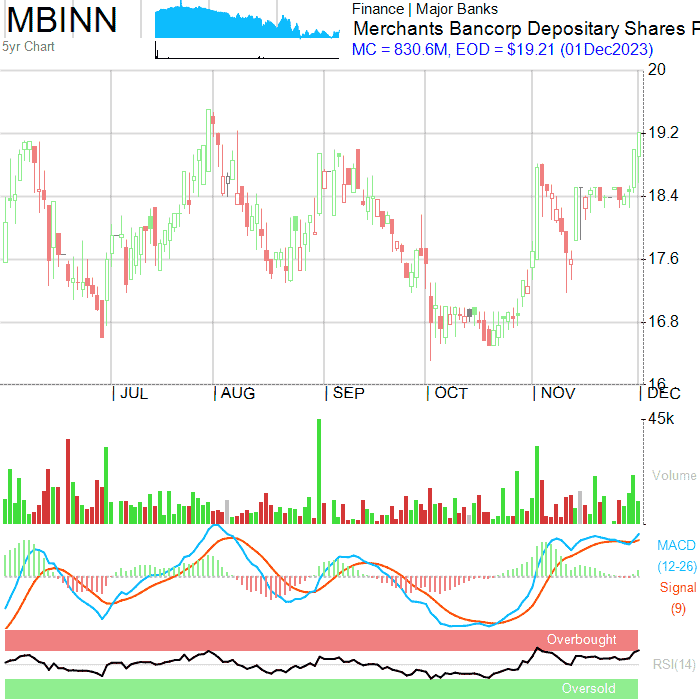 MBINN
5yr Chart
Finance | Major Banks
Merchants Bancorp Depositary Shares P
MC = 830.6M, EOD = $19.21 (01Dec2023)
20
19.2
18.4
17.6
16.8
16
| JUL | AUG | SEP | OCT | NOV | DEC
45k
Volume
MACD
(12-26)
Signal
(9)
Overbought
RSI(14)
Oversold